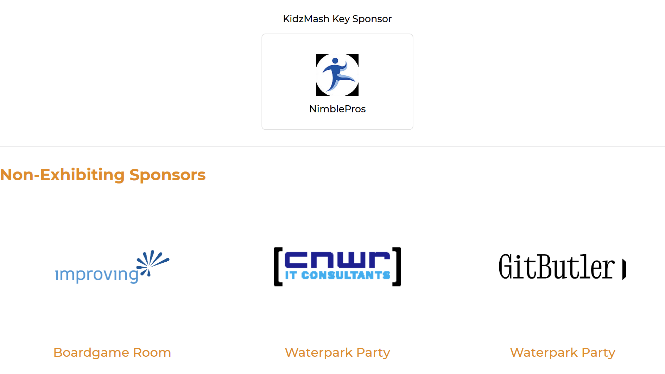 KidzMash Key Sponsor
NimblePros
Non-Exhibiting Sponsors
improving
[cnwr]
IT CONSULTANTS
GitButler
Boardgame Room
Waterpark Party
Waterpark Party